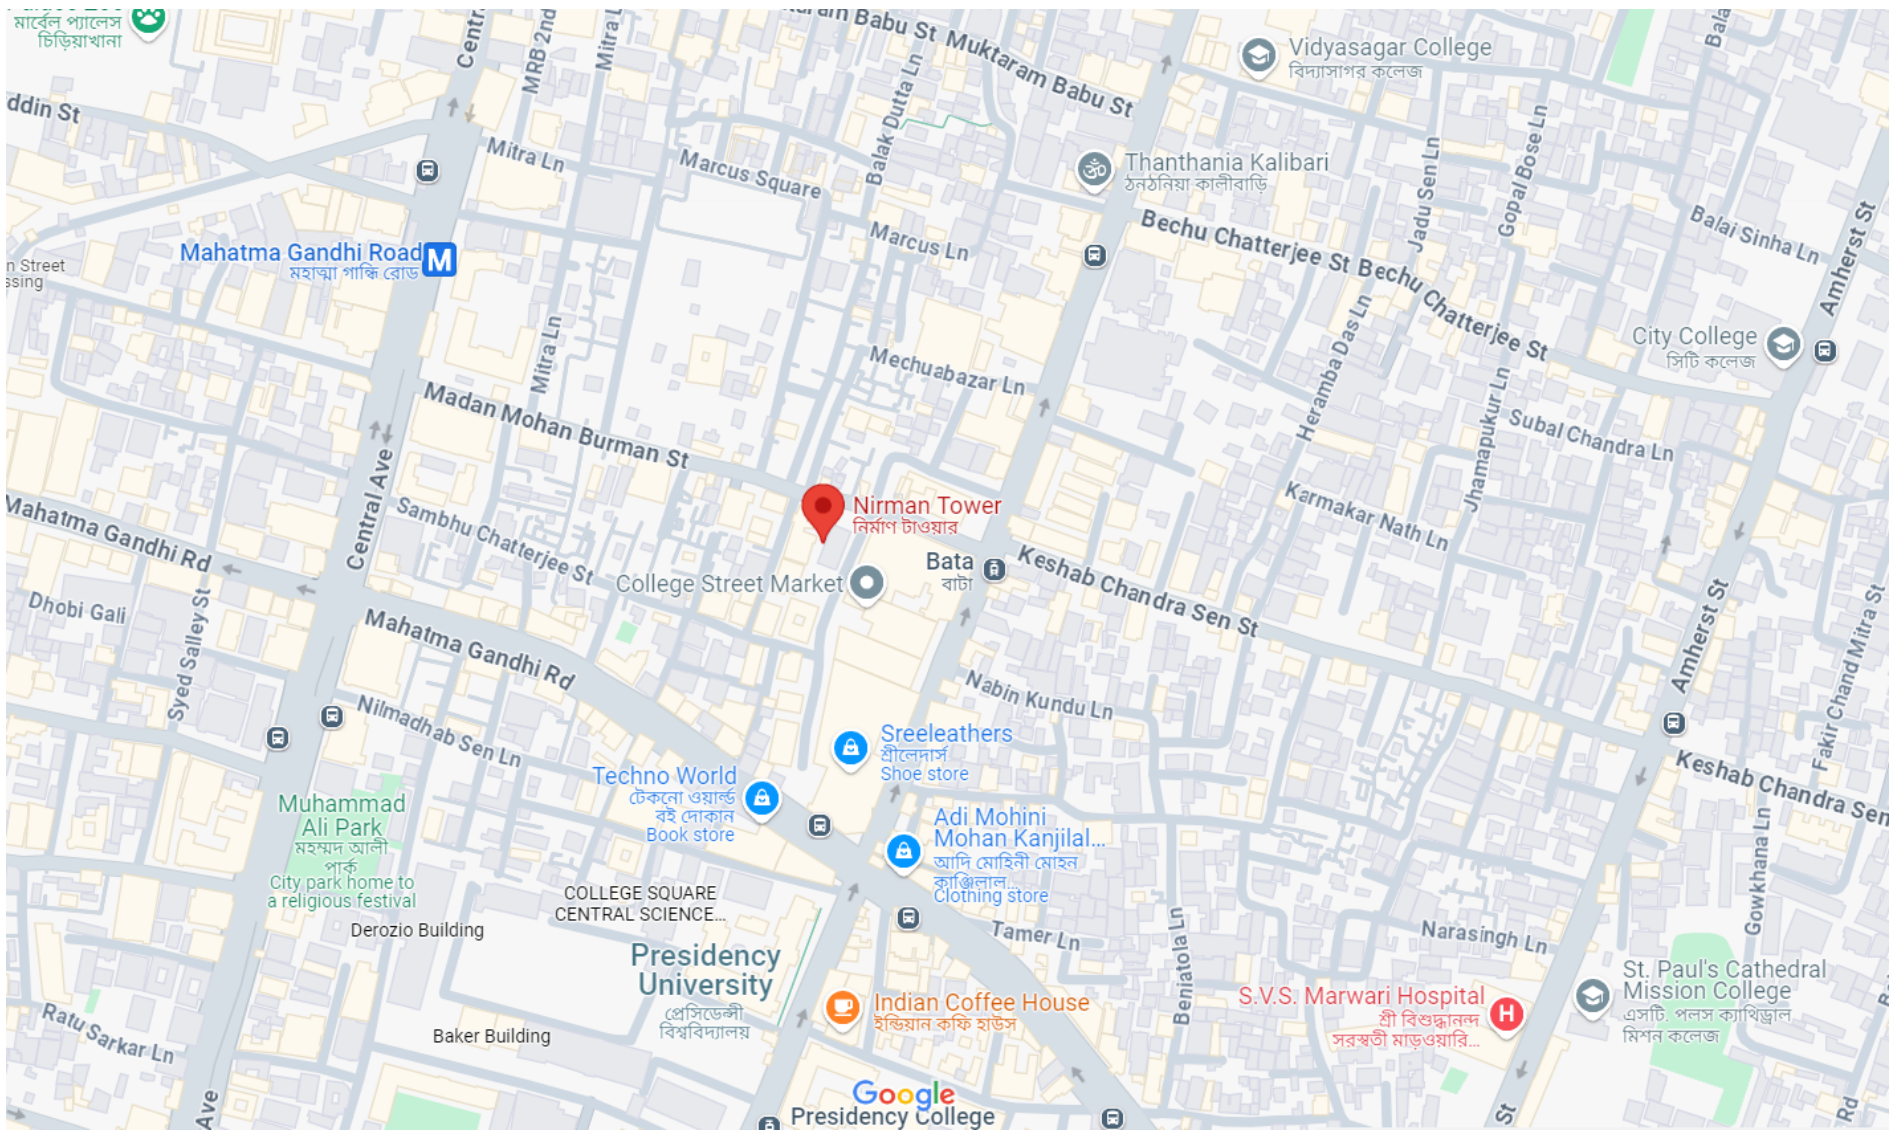 মার্বেল প্যালেস
চিড়িয়াখানা
Centr
MRB 2nd
Mitra L
Babu St
Muktaram Babu St
Balak Dutta Ln
Vidyasagar College
বিদ্যাসাগর কলেজ
Bala
ddin St
Mitra Ln
Marcus Square
Thanthania Kalibari
ঠনঠনিয়া কালীবাড়ি
Jadu Sen Ln
Gopal Bose Ln
Balai Sinha Ln
Amherst St
Mahatma Gandhi Road
মহাত্মা গান্ধি রোড
M
n Street
ssing
Marcus Ln
Bechu Chatterjee St
Bechu Chatterjee St
Heramba Das Ln
City College
সিটি কলেজ
Mitra Ln
Mechuabazar Ln
Madan Mohan Burman St
Jhamapukur Ln
Subal Chandra Ln
Central Ave
Mahatma Gandhi Rd
Sambhu Chatterjee St
Nirman Tower
নির্মাণ টাওয়ার
Karmakar Nath Ln
Bata
বাটা
College Street Market
Keshab Chandra Sen St
Dhobi Gali
Syed Salley St
Mahatma Gandhi Rd
Amherst St
Fakir Chand Mitra St
Nilmadhab Sen Ln
Nabin Kundu Ln
Sreeleathers
শ্রীলেদার্স
Shoe store
Keshab Chandra Sen
Techno World
টেকনো ওয়ার্ল্ড
বই দোকান
Book store
Muhammad
Ali Park
মহম্মদ আলী
পার্ক
City park home to
a religious festival
Adi Mohini
Mohan Kanjilal...
আদি মোহিনী মোহন
কাঞ্জিলাল...
Clothing store
Gowkhana Ln
COLLEGE SQUARE
CENTRAL SCIENCE...
Derozio Building
Tamer Ln
Beniatola Ln
Narasingh Ln
Presidency
University
প্রেসিডেন্সী
বিশ্ববিদ্যালয়
St. Paul's Cathedral
Mission College
এসটি. পলস ক্যাথিড্রাল
মিশন কলেজ
S.V.S. Marwari Hospital
শ্রী বিশুদ্ধানন্দ
সরস্বতী মাড়ওয়ারি...
H
Indian Coffee House
ইন্ডিয়ান কফি হাউস
Ratu Sarkar Ln
Baker Building
Google
Presidency College
Ave
St
Rd